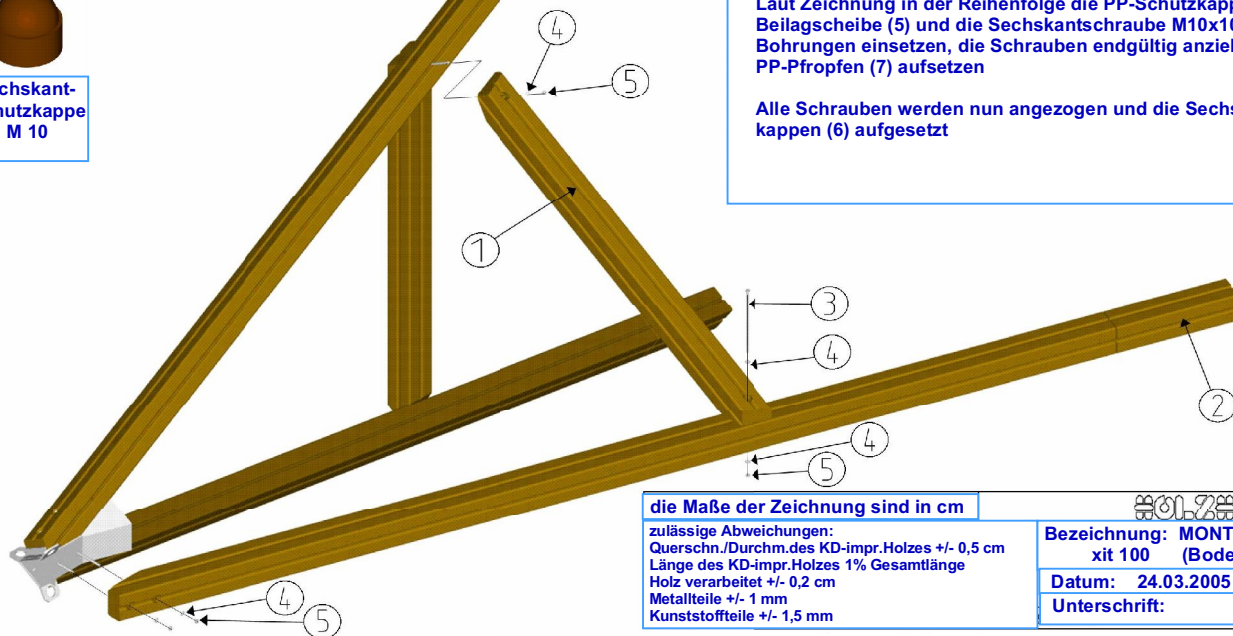 Laut Zeichnung in der Reihenfolge die PP-Schutzkapp
Beilagscheibe (5) und die Sechskantschraube M10x10
Bohrungen einsetzen, die Schrauben endgültig anzieh
PP-Pfropfen (7) aufsetzen
Alle Schrauben werden nun angezogen und die Sechs
kappen (6) aufgesetzt
chskant-
hutzkappe
M 10
4
5
1
3
4
2
4
5
4
5
die Maße der Zeichnung sind in cm
zulässige Abweichungen:
Querschn./Durchm.des KD-impr.Holzes +/- 0,5 cm
Länge des KD-impr.Holzes 1% Gesamtlänge
Holz verarbeitet +/- 0,2 cm
Metallteile +/- 1 mm
Kunststoffteile +/- 1,5 mm
HOLZ
Bezeichnung: MONT
xit 100 (Bode
Datum: 24.03.2005
Unterschrift: